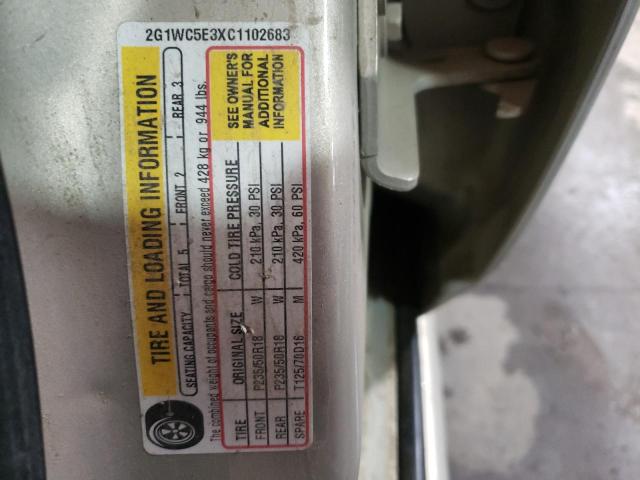 2G1WC5E3XC1102683
TIRE AND LOADING INFORMATION
SEATING CAPACITY TOTAL 5 FRONT 2 REAR 3
The combined weight of occupants and cargo should never exceed 428 kg or 944 lbs.
TIRE ORIGINAL SIZE COLD TIRE PRESSURE
FRONT P235/50R18 W 210 kPa, 30 PSI
REAR P235/50R18 W 210 kPa, 30 PSI
SPARE T125/70D16 M 420 kPa, 60 PSI
SEE OWNER'S
MANUAL FOR
ADDITIONAL
INFORMATION